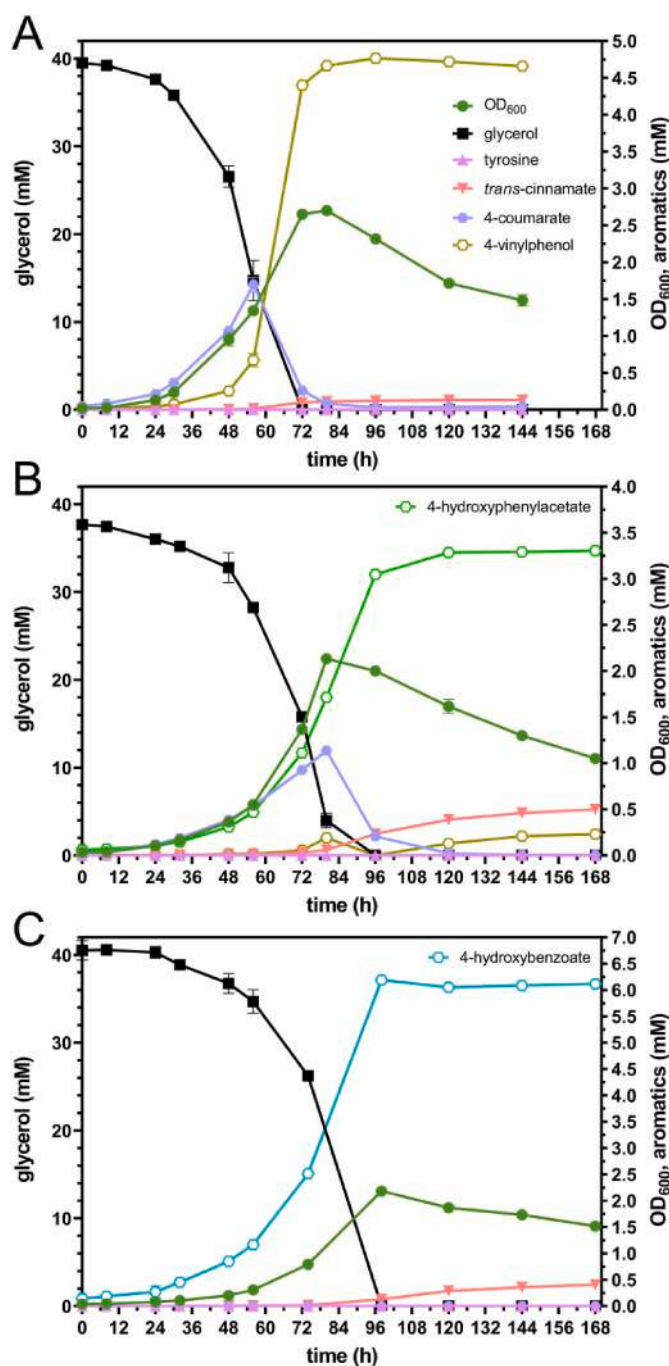 A
glycerol (mM)
40
30
20
10
0
5.0
4.5
4.0
3.5
3.0
2.5
2.0
1.5
1.0
0.5
0.0
OD600, aromatics (mM)
OD600
glycerol
tyrosine
trans-cinnamate
4-coumarate
4-vinylphenol
0 12 24 36 48 60 72 84 96 108 120 132 144 156 168
time (h)
B
glycerol (mM)
40
30
20
10
0
4.0
3.5
3.0
2.5
2.0
1.5
1.0
0.5
0.0
OD600, aromatics (mM)
4-hydroxyphenylacetate
0 12 24 36 48 60 72 84 96 108 120 132 144 156 168
time (h)
C
glycerol (mM)
40
30
20
10
0
7.0
6.5
6.0
5.5
5.0
4.5
4.0
3.5
3.0
2.5
2.0
1.5
1.0
0.5
0.0
OD600, aromatics (mM)
4-hydroxybenzoate
0 12 24 36 48 60 72 84 96 108 120 132 144 156 168
time (h)